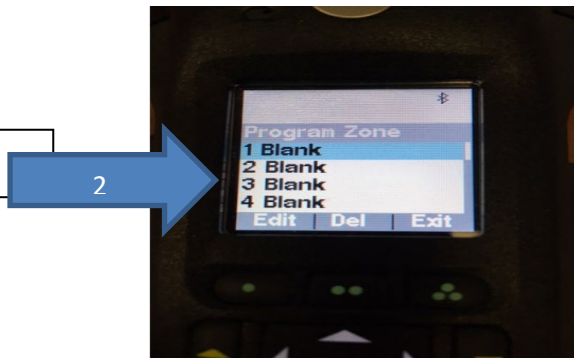 2
Program Zone
1 Blank
2 Blank
3 Blank
4 Blank
Edit | Del | Exit